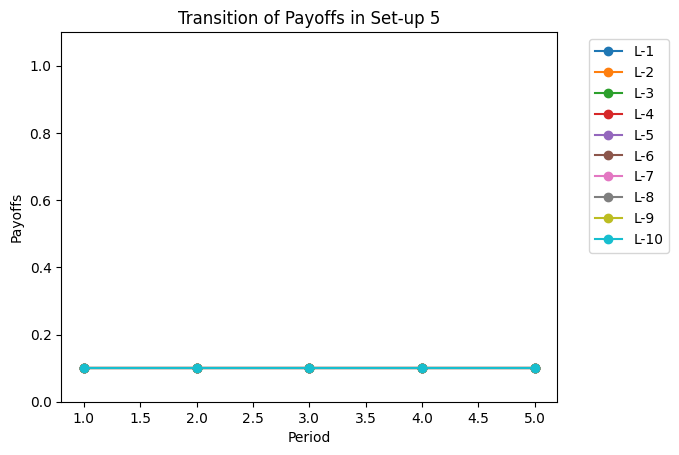 Transition of Payoffs in Set-up 5
Payoffs
1.0
0.8
0.6
0.4
0.2
0.0
1.0 1.5 2.0 2.5 3.0 3.5 4.0 4.5 5.0
Period
L-1
L-2
L-3
L-4
L-5
L-6
L-7
L-8
L-9
L-10